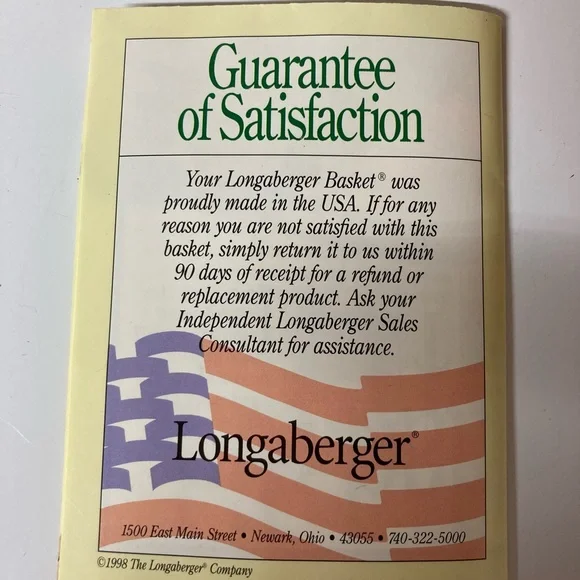 Guarantee
of Satisfaction
Your Longaberger Basket® was
proudly made in the USA. If for any
reason you are not satisfied with this
basket, simply return it to us within
90 days of receipt for a refund or
replacement product. Ask your
Independent Longaberger Sales
Consultant for assistance.
Longaberger®
1500 East Main Street • Newark, Ohio • 43055 • 740-322-5000
©1998 The Longaberger® Company